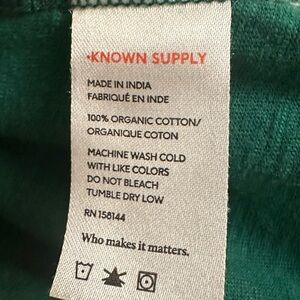 •KNOWN SUPPLY
MADE IN INDIA
FABRIQUÉ EN INDE
100% ORGANIC COTTON/
ORGANIQUE COTON
MACHINE WASH COLD
WITH LIKE COLORS
DO NOT BLEACH
TUMBLE DRY LOW
RN 158144
Who makes it matters.